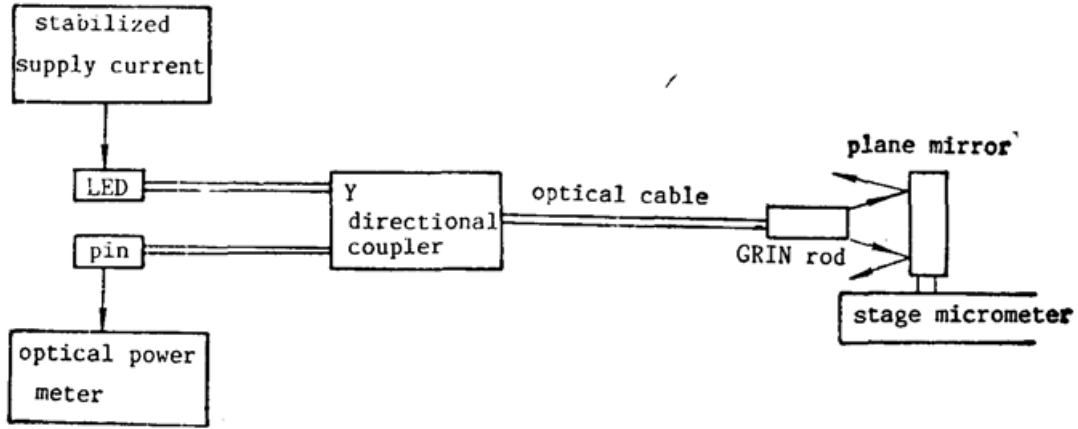 stabilized
supply current
LED
pin
optical power
meter
Y
directional
coupler
optical cable
GRIN rod
plane mirror
stage micrometer